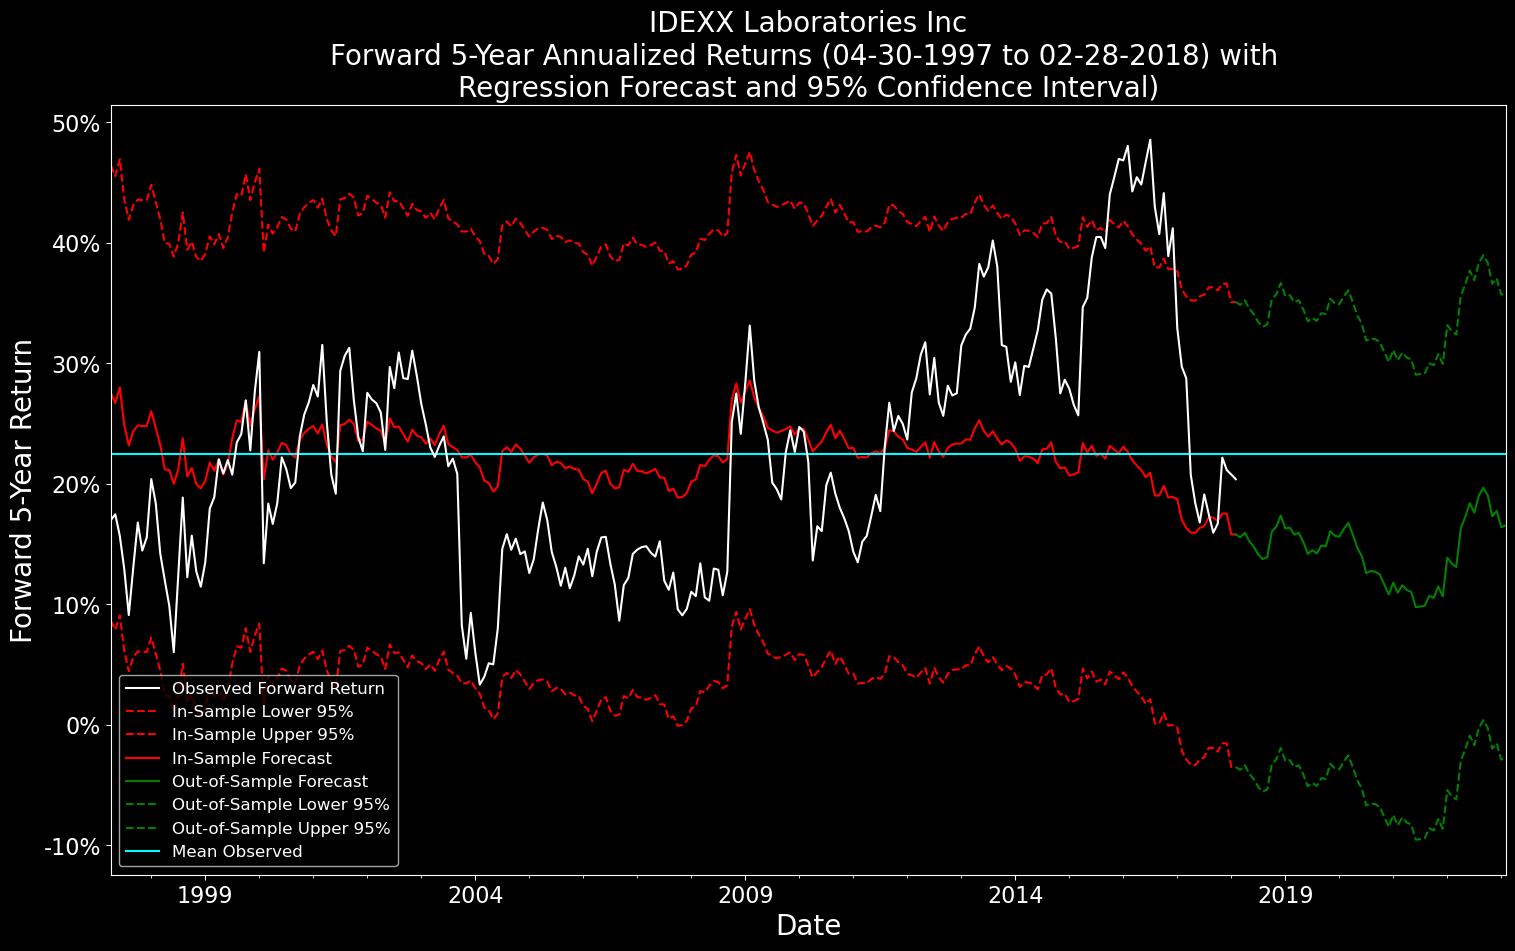 IDEXX Laboratories Inc
Forward 5-Year Annualized Returns (04-30-1997 to 02-28-2018) with
Regression Forecast and 95% Confidence Interval)
50%
40%
30%
20%
10%
0%
-10%
Forward 5-Year Return
Observed Forward Return
In-Sample Lower 95%
In-Sample Upper 95%
In-Sample Forecast
Out-of-Sample Forecast
Out-of-Sample Lower 95%
Out-of-Sample Upper 95%
Mean Observed
1999
2004
2009
2014
2019
Date